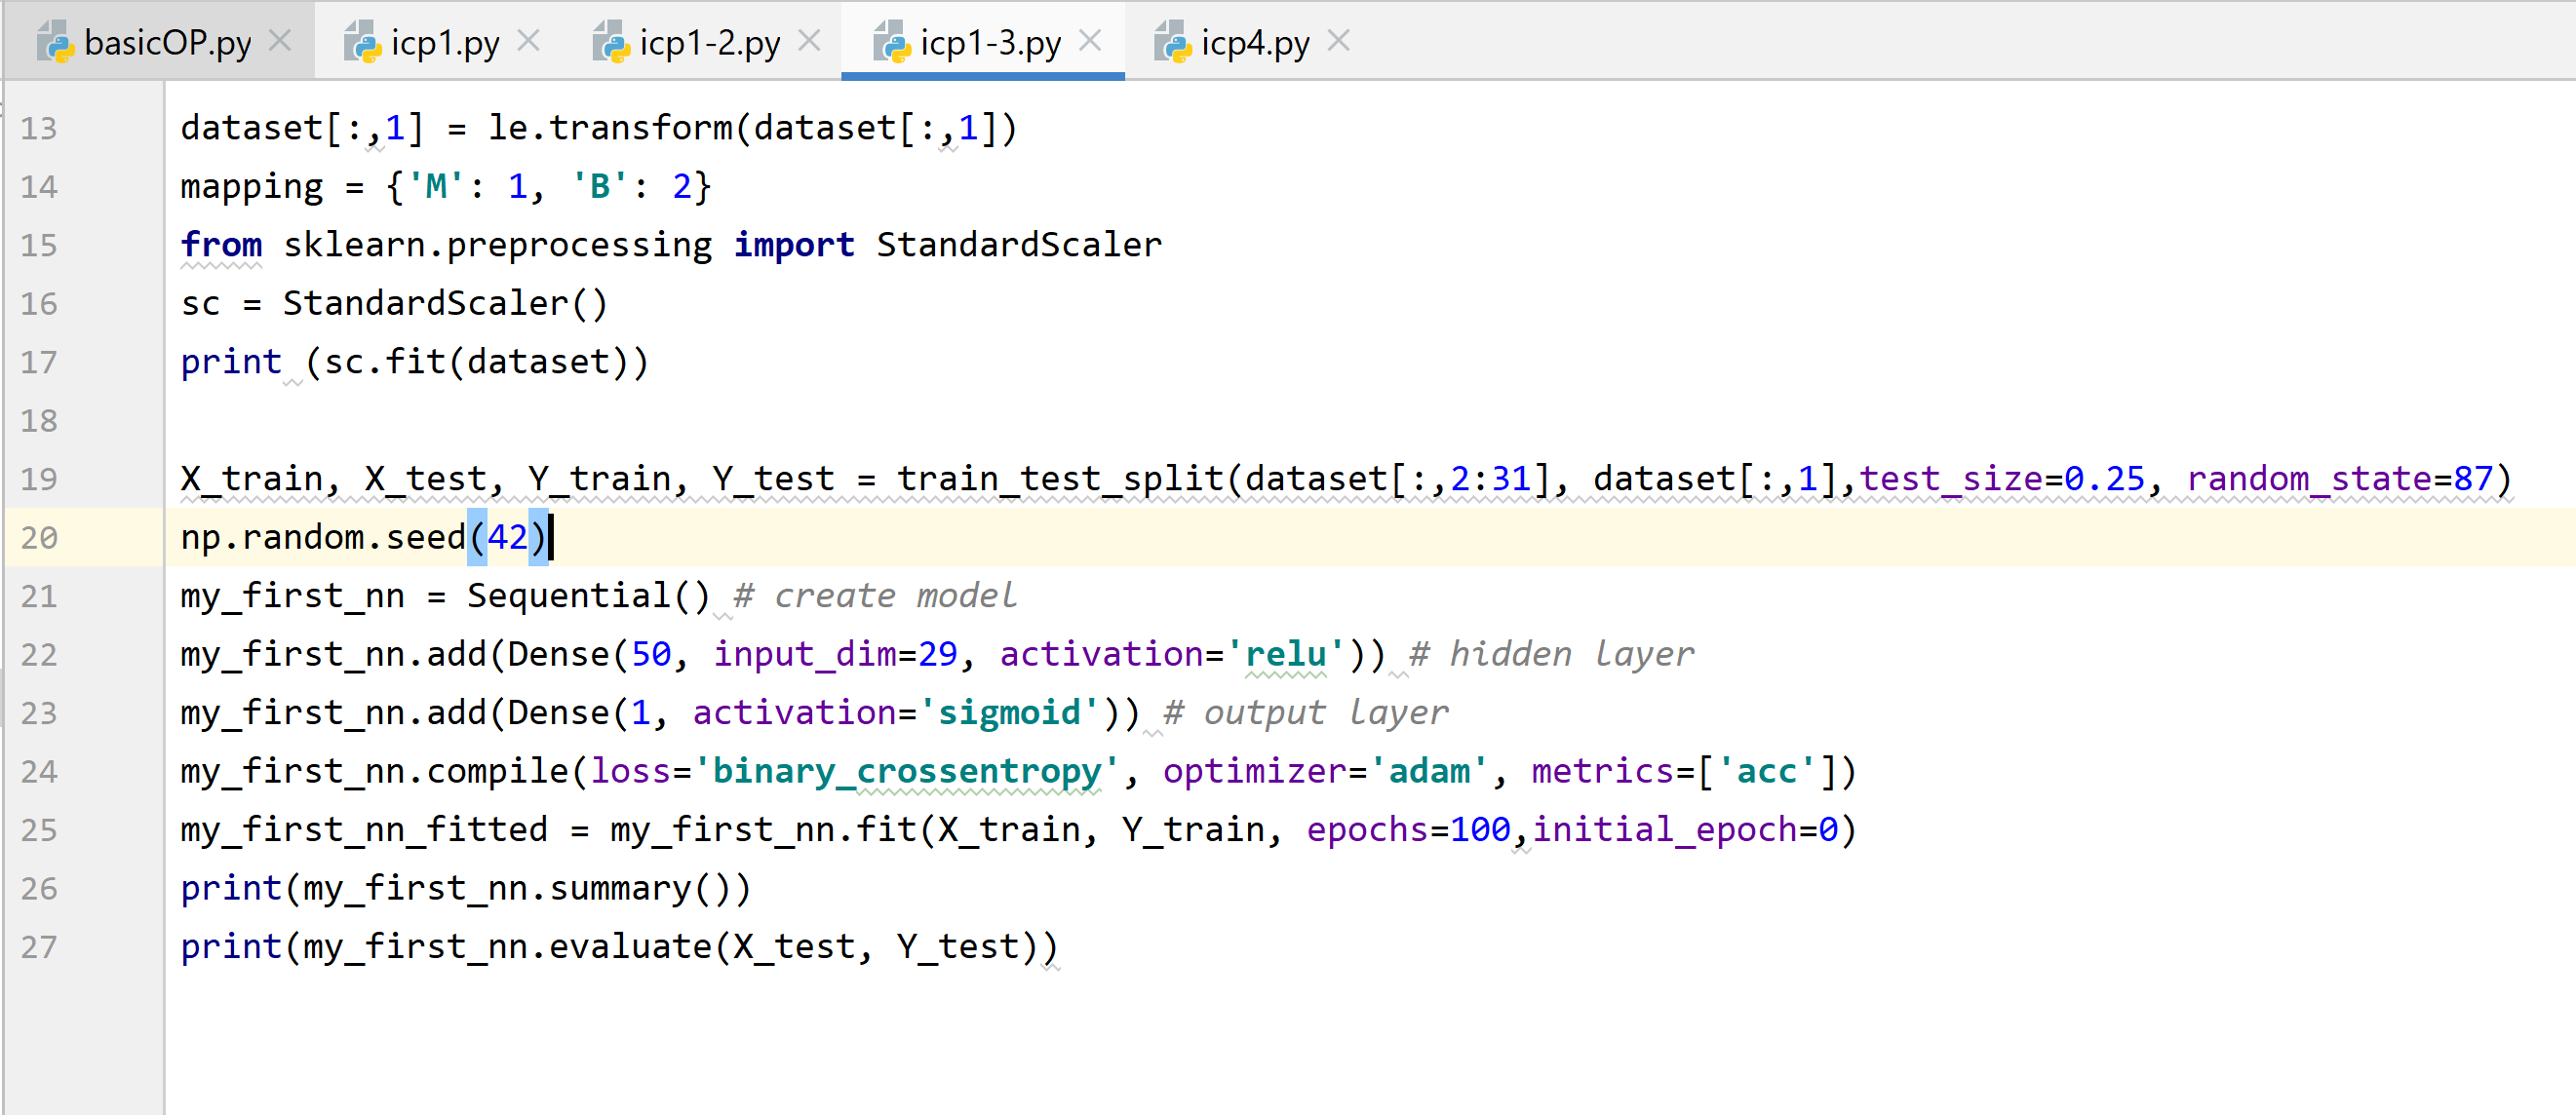 basicOP.py icp1.py icp1-2.py icp1-3.py icp4.py
13 dataset[:,1] = le.transform(dataset[:,1])
14 mapping = {'M': 1, 'B': 2}
15 from sklearn.preprocessing import StandardScaler
16 sc = StandardScaler()
17 print (sc.fit(dataset))
18
19 X_train, X_test, Y_train, Y_test = train_test_split(dataset[:,2:31], dataset[:,1],test_size=0.25, random_state=87)
20 np.random.seed(42)
21 my_first_nn = Sequential() # create model
22 my_first_nn.add(Dense(50, input_dim=29, activation='relu')) # hidden layer
23 my_first_nn.add(Dense(1, activation='sigmoid')) # output layer
24 my_first_nn.compile(loss='binary_crossentropy', optimizer='adam', metrics=['acc'])
25 my_first_nn_fitted = my_first_nn.fit(X_train, Y_train, epochs=100,initial_epoch=0)
26 print(my_first_nn.summary())
27 print(my_first_nn.evaluate(X_test, Y_test))